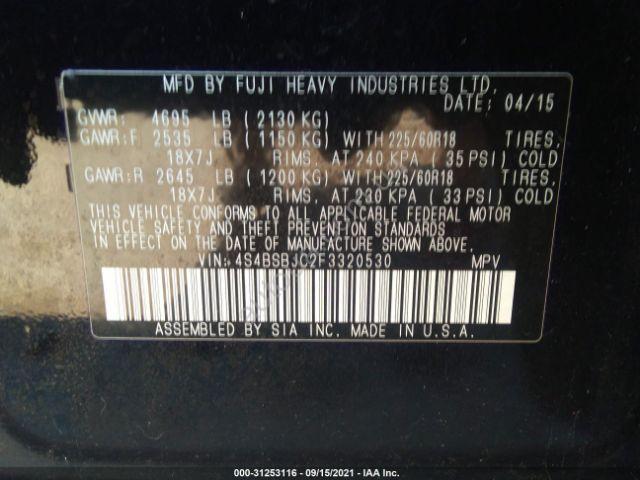 MFD BY FUJI HEAVY INDUSTRIES LTD.
DATE: 04/15
GVWR: 4695 LB (2130 KG)
GAWR:F 2535 LB (1150 KG) WITH 225/60R18 TIRES,
18X7J RIMS, AT 240 KPA (35 PSI) COLD
GAWR:R 2645 LB (1200 KG) WITH 225/60R18 TIRES,
18X7J RIMS, AT 230 KPA (33 PSI) COLD
THIS VEHICLE CONFORMS TO ALL APPLICABLE FEDERAL MOTOR
VEHICLE SAFETY AND THEFT PREVENTION STANDARDS
IN EFFECT ON THE DATE OF MANUFACTURE SHOWN ABOVE.
VIN: 4S4BSBJC2F3320530 MPV
ASSEMBLED BY SIA INC. MADE IN U.S.A.
000-31253116 - 09/15/2021 - IAA Inc.